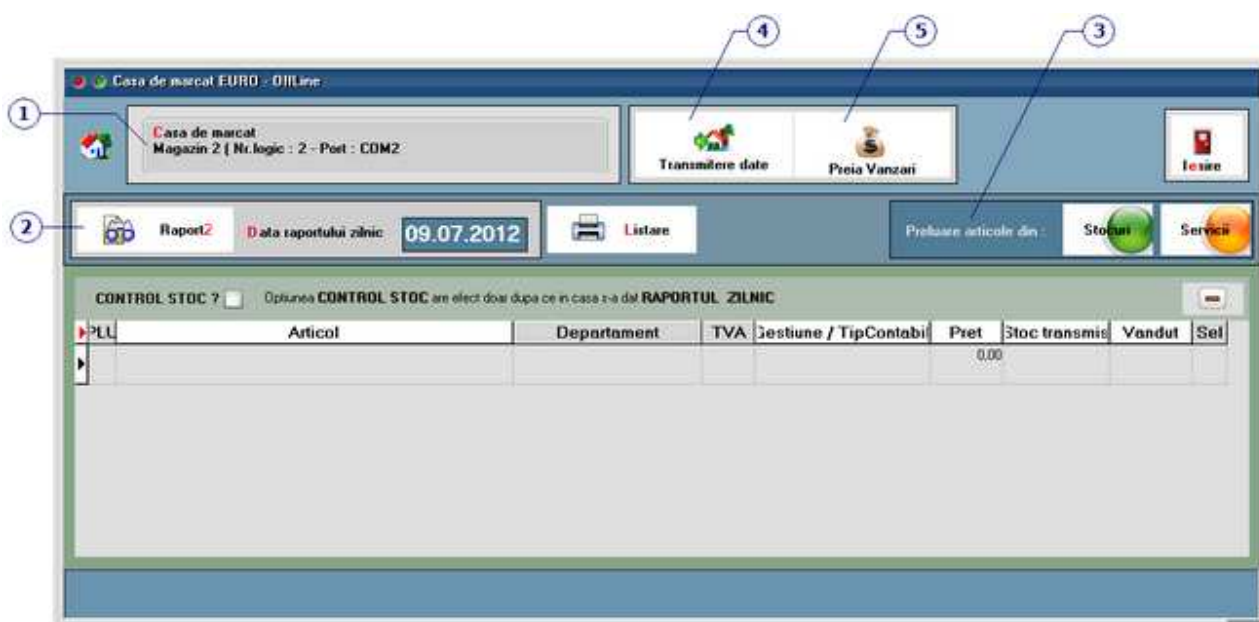 4 5 3
Casa de marcat EURO - OffLine
1
Casa de marcat
Magazin 2 ( Nr.logic : 2 - Port : COM2
Transmitere date
Preia Vanzari
Iesire
2
RaportZ
Data raportului zilnic
09.07.2012
Listare
Preluare articole din :
Stocuri
Servicii
CONTROL STOC ?
Optiunea CONTROL STOC are efect doar dupa ce in casa s-a dat RAPORTUL ZILNIC
PLU Articol Departament TVA Gestiune / TipContabil Pret Stoc transmis Vandut Sel
0.00